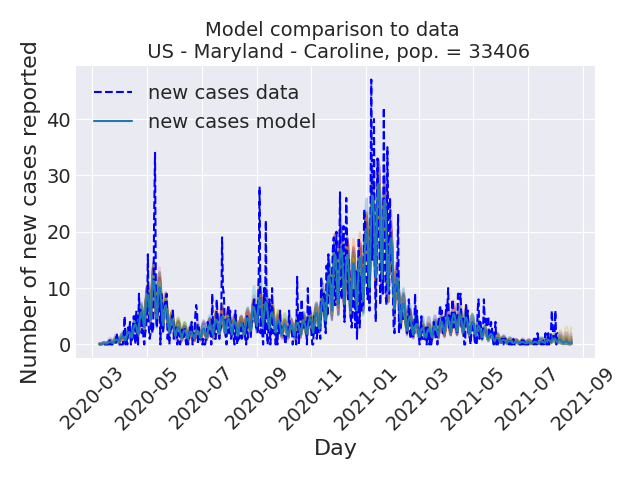 Model comparison to data
US - Maryland - Caroline, pop. = 33406
Number of new cases reported
new cases data
new cases model
40
30
20
10
0
2020-03
2020-05
2020-07
2020-09
2020-11
2021-01
2021-03
2021-05
2021-07
2021-09
Day